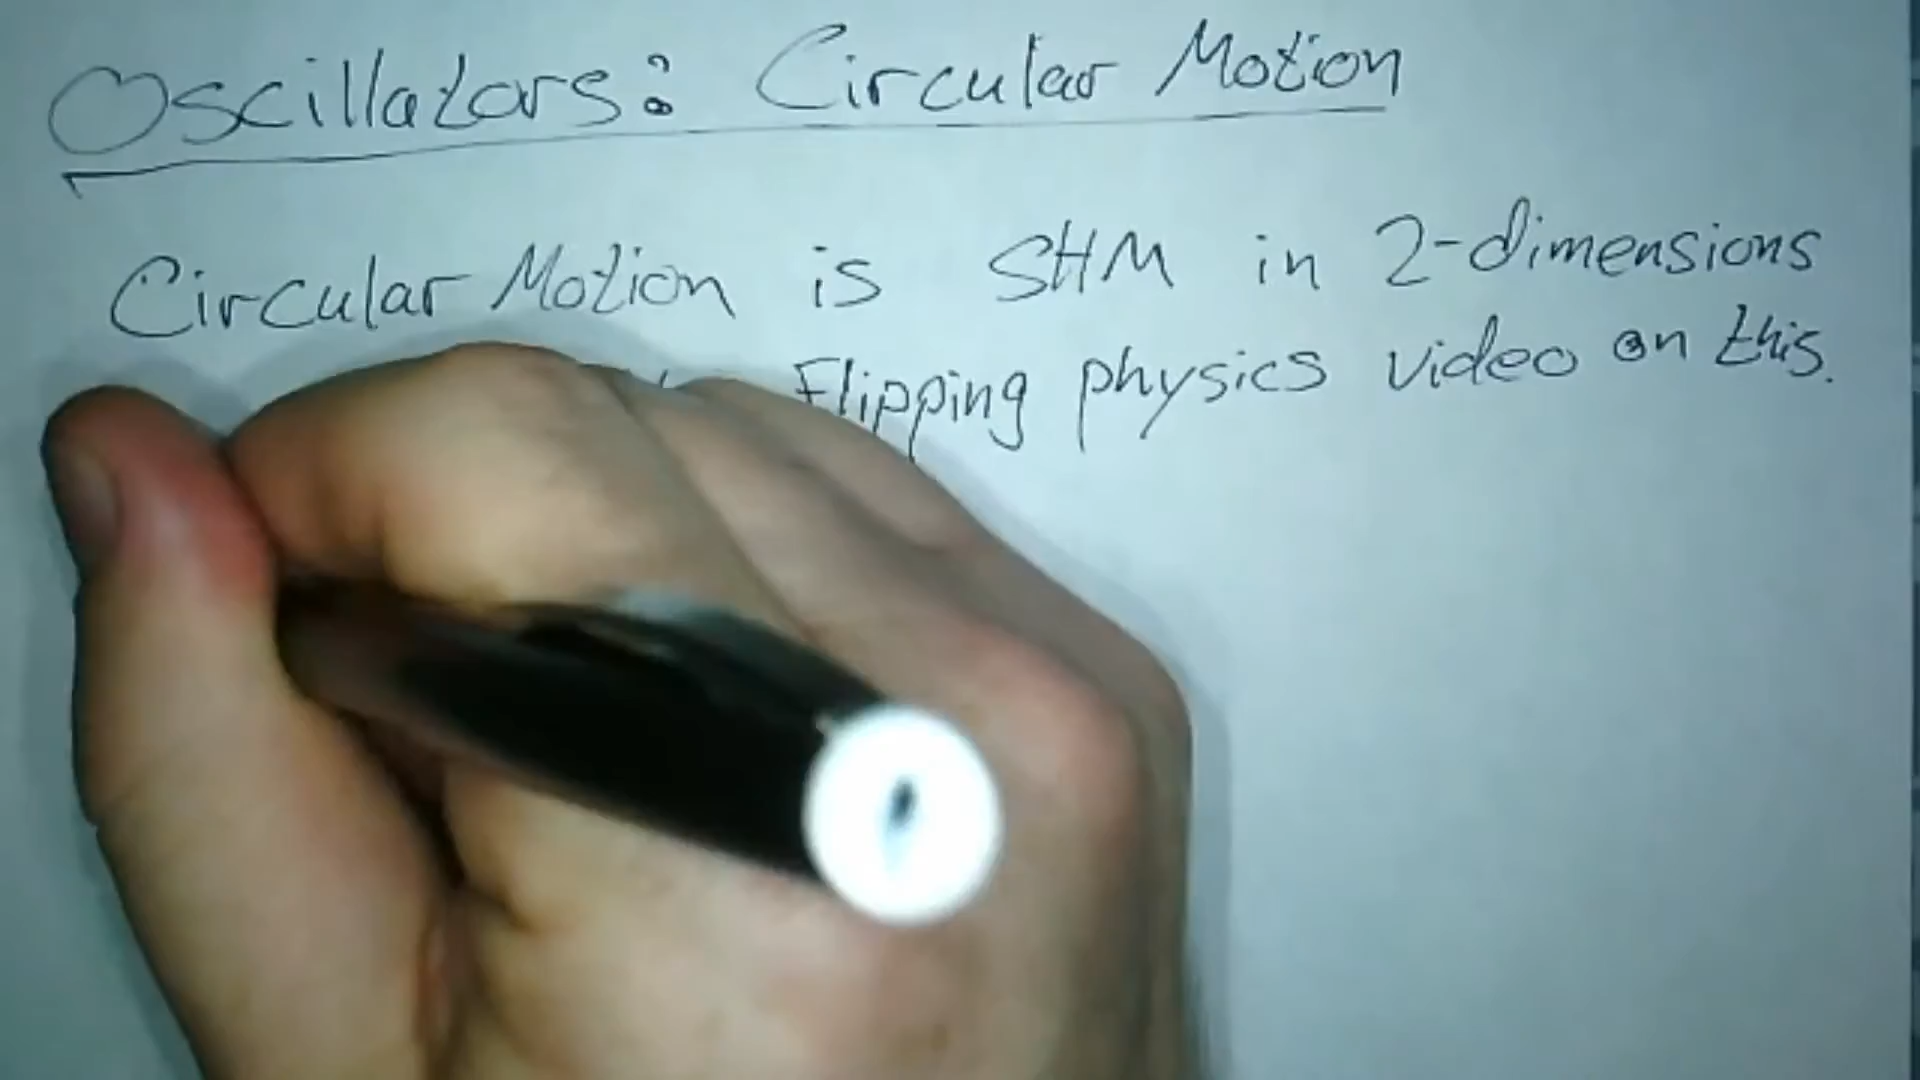 Oscillators: Circular Motion
Circular Motion is SHM in 2-dimensions
Flipping physics video on this.